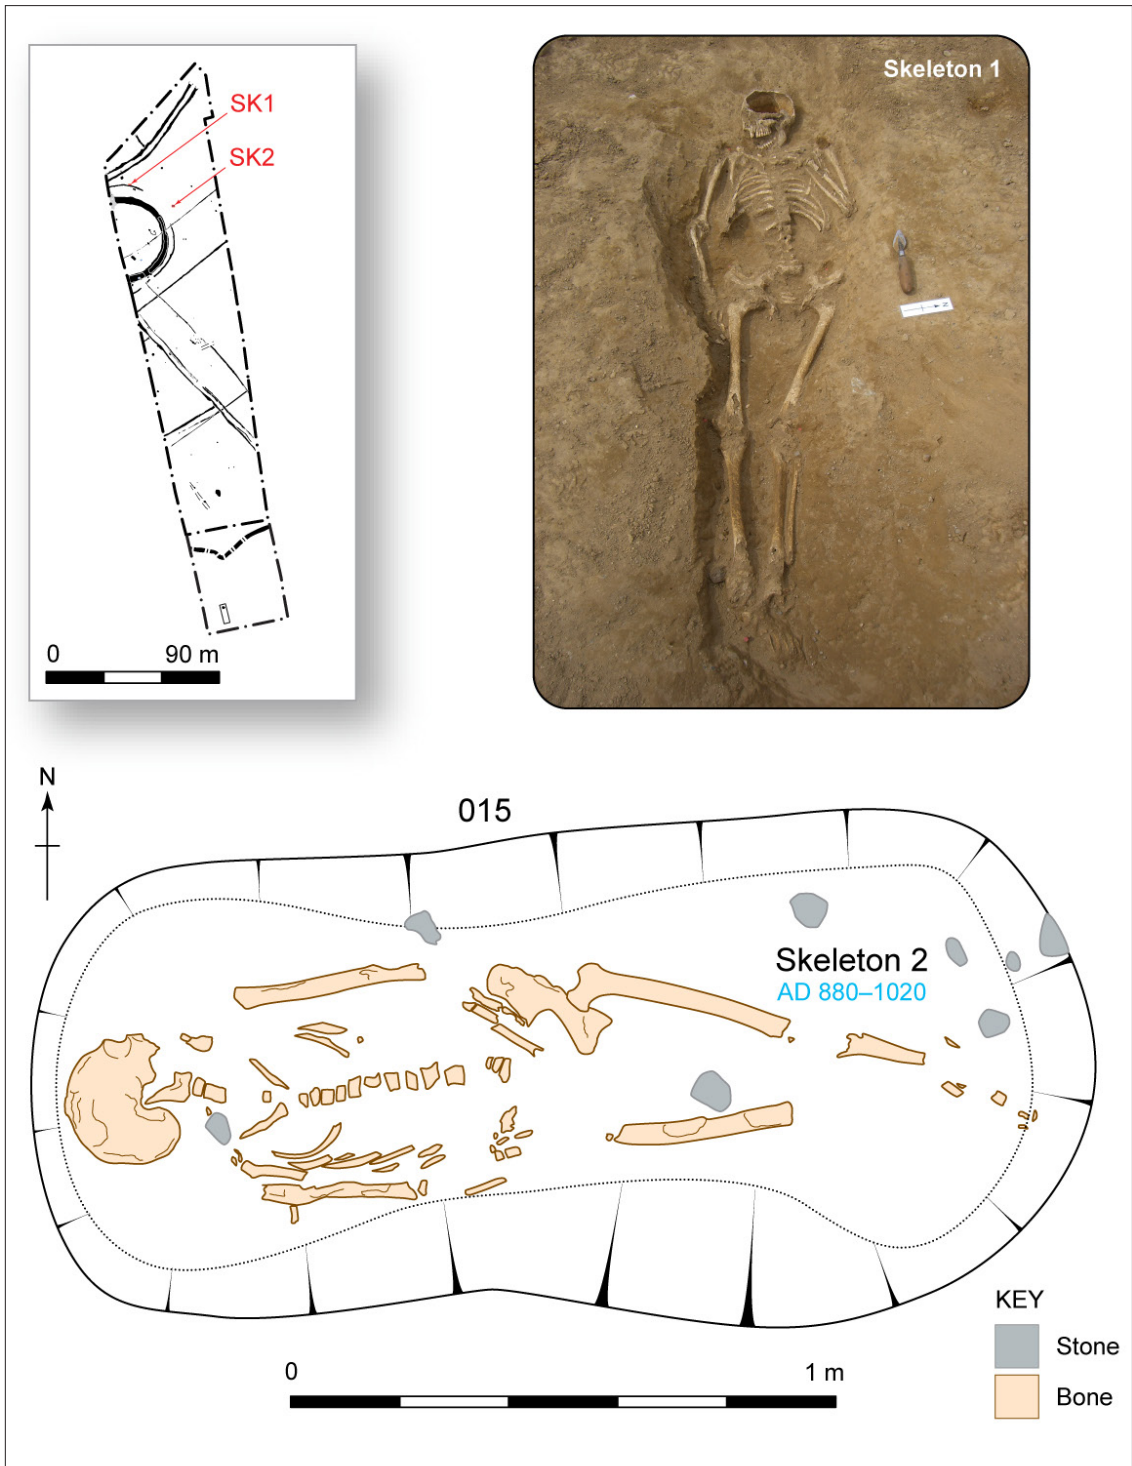 SK1
SK2
0 90 m
Skeleton 1
N
N
015
Skeleton 2
AD 880–1020
0 1 m
KEY
Stone
Bone